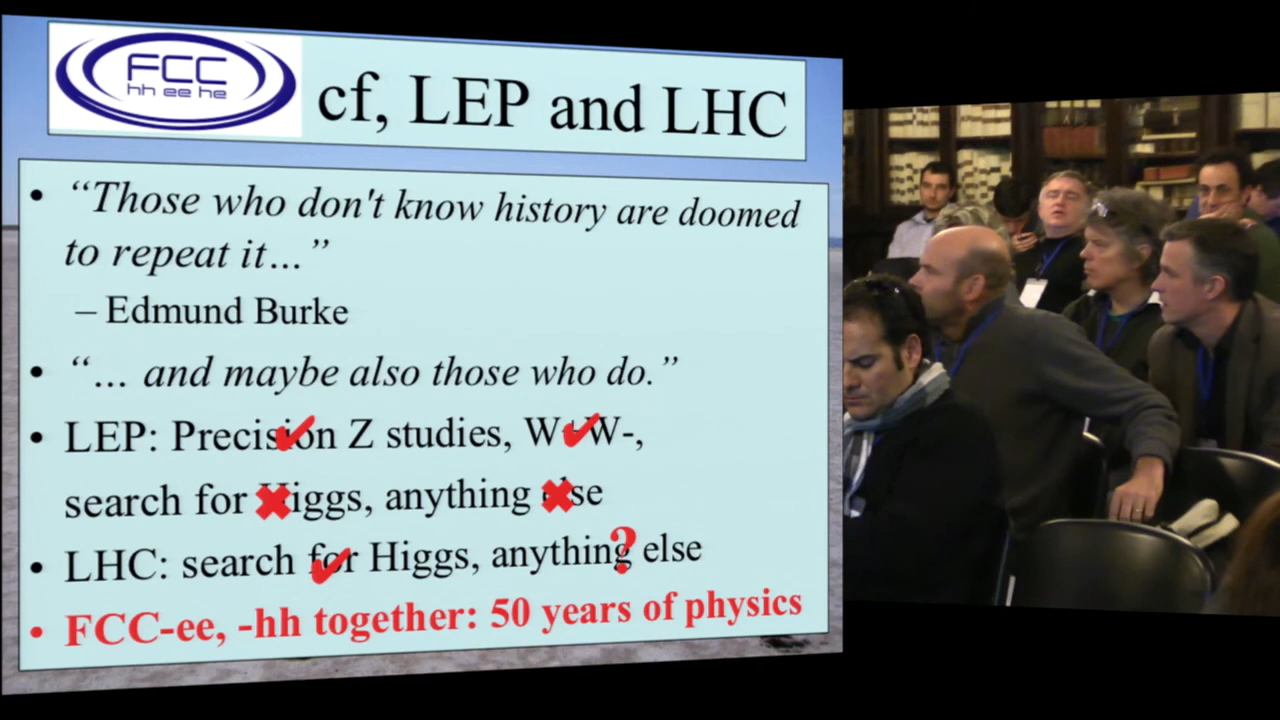 FCC
hh ee he
cf, LEP and LHC
• “Those who don't know history are doomed
to repeat it…”
– Edmund Burke
• “… and maybe also those who do.”
• LEP: Precision Z studies, W+W-,
search for Higgs, anything else
• LHC: search for Higgs, anything ? else
• FCC-ee, -hh together: 50 years of physics